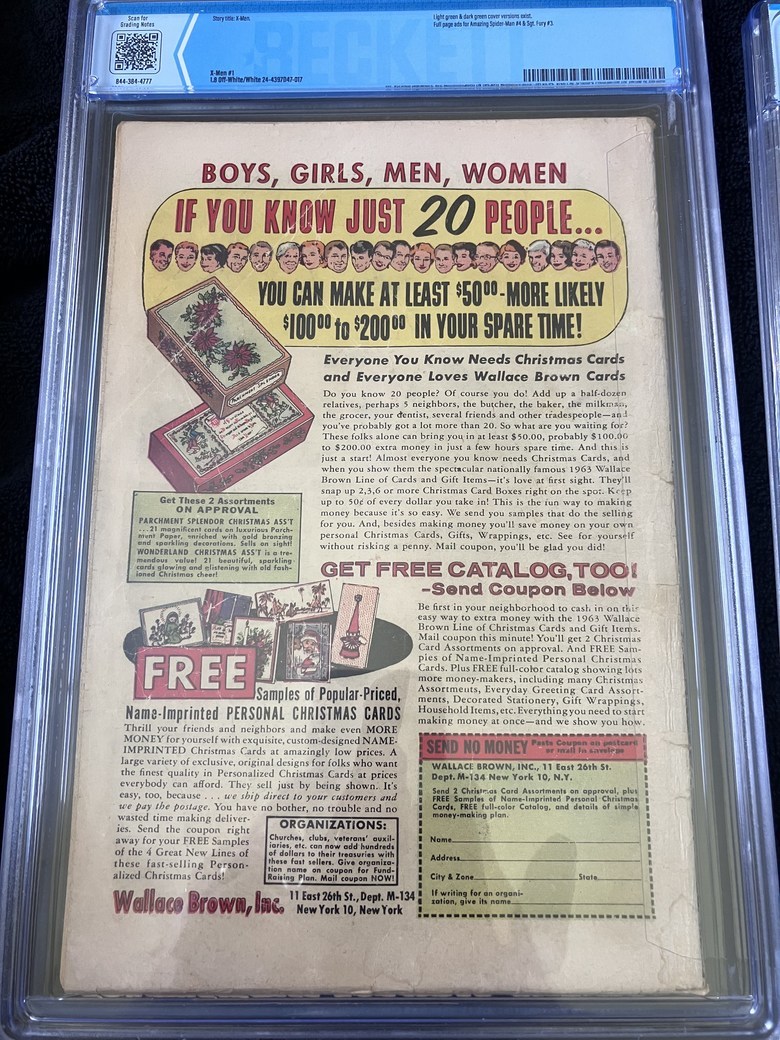 Scan for
Grading Notes
844-384-4777
Story title: X-Men.
X-Men #1
1.8 Off-White/White 24-4397047-017
Light green & dark green cover versions exist.
Full page ads for Amazing Spider-Man #4 & Sgt. Fury #3.
BECKETT
BOYS, GIRLS, MEN, WOMEN
IF YOU KNOW JUST 20 PEOPLE...
YOU CAN MAKE AT LEAST $50⁰⁰-MORE LIKELY
$100⁰⁰ to $200⁰⁰ IN YOUR SPARE TIME!
Everyone You Know Needs Christmas Cards
and Everyone Loves Wallace Brown Cards
Do you know 20 people? Of course you do! Add up a half-dozen
relatives, perhaps 5 neighbors, the butcher, the baker, the milkman,
the grocer, your dentist, several friends and other tradespeople—and
you've probably got a lot more than 20. So what are you waiting for?
These folks alone can bring you in at least $50.00, probably $100.00
to $200.00 extra money in just a few hours spare time. And this is
just a start! Almost everyone you know needs Christmas Cards, and
when you show them the spectacular nationally famous 1963 Wallace
Brown Line of Cards and Gift Items—it's love at first sight. They'll
snap up 2,3,6 or more Christmas Card Boxes right on the spot. Keep
up to 50¢ of every dollar you take in! This is the fun way to making
money because it's so easy. We send you samples that do the selling
for you. And, besides making money you'll save money on your own
personal Christmas Cards, Gifts, Wrappings, etc. See for yourself
without risking a penny. Mail coupon, you'll be glad you did!
Get These 2 Assortments
ON APPROVAL
PARCHMENT SPLENDOR CHRISTMAS ASS'T
...21 magnificent cards on luxurious Parch-
ment Paper, enriched with gold bronzing
and sparkling decorations. Sells on sight!
WONDERLAND CHRISTMAS ASS'T is a tre-
mendous value! 21 beautiful, sparkling
cards glowing and glistening with old fash-
ioned Christmas cheer!
GET FREE CATALOG, TOO!
-Send Coupon Below
Be first in your neighborhood to cash in on this
easy way to extra money with the 1963 Wallace
Brown Line of Christmas Cards and Gift Items.
Mail coupon this minute! You'll get 2 Christmas
Card Assortments on approval. And FREE Sam-
ples of Name-Imprinted Personal Christmas
Cards. Plus FREE full-color catalog showing lots
more money-makers, including many Christmas
Assortments, Everyday Greeting Card Assort-
ments, Decorated Stationery, Gift Wrappings,
Household Items, etc. Everything you need to start
making money at once—and we show you how.
FREE
Samples of Popular-Priced,
Name-Imprinted PERSONAL CHRISTMAS CARDS
Thrill your friends and neighbors and make even MORE
MONEY for yourself with exquisite, custom-designed NAME-
IMPRINTED Christmas Cards at amazingly low prices. A
large variety of exclusive, original designs for folks who want
the finest quality in Personalized Christmas Cards at prices
everybody can afford. They sell just by being shown. It's
easy, too, because . . . we ship direct to your customers and
we pay the postage. You have no bother, no trouble and no
wasted time making deliver-
ies. Send the coupon right
away for your FREE Samples
of the 4 Great New Lines of
these fast-selling Person-
alized Christmas Cards!
ORGANIZATIONS:
Churches, clubs, veterans' auxil-
iaries, etc. can now add hundreds
of dollars to their treasuries with
these fast sellers. Give organiza-
tion name on coupon for Fund-
Raising Plan. Mail coupon NOW!
Wallace Brown, Inc. 11 East 26th St., Dept. M-134
New York 10, New York
SEND NO MONEY Paste Coupon on postcard
or mail in envelope
WALLACE BROWN, INC., 11 East 26th St.
Dept. M-134 New York 10, N.Y.
Send 2 Christmas Card Assortments on approval, plus
FREE Samples of Name-Imprinted Personal Christmas
Cards, FREE full-color Catalog, and details of simple
money-making plan.
Name
Address
City & Zone State
If writing for an organi-
zation, give its name